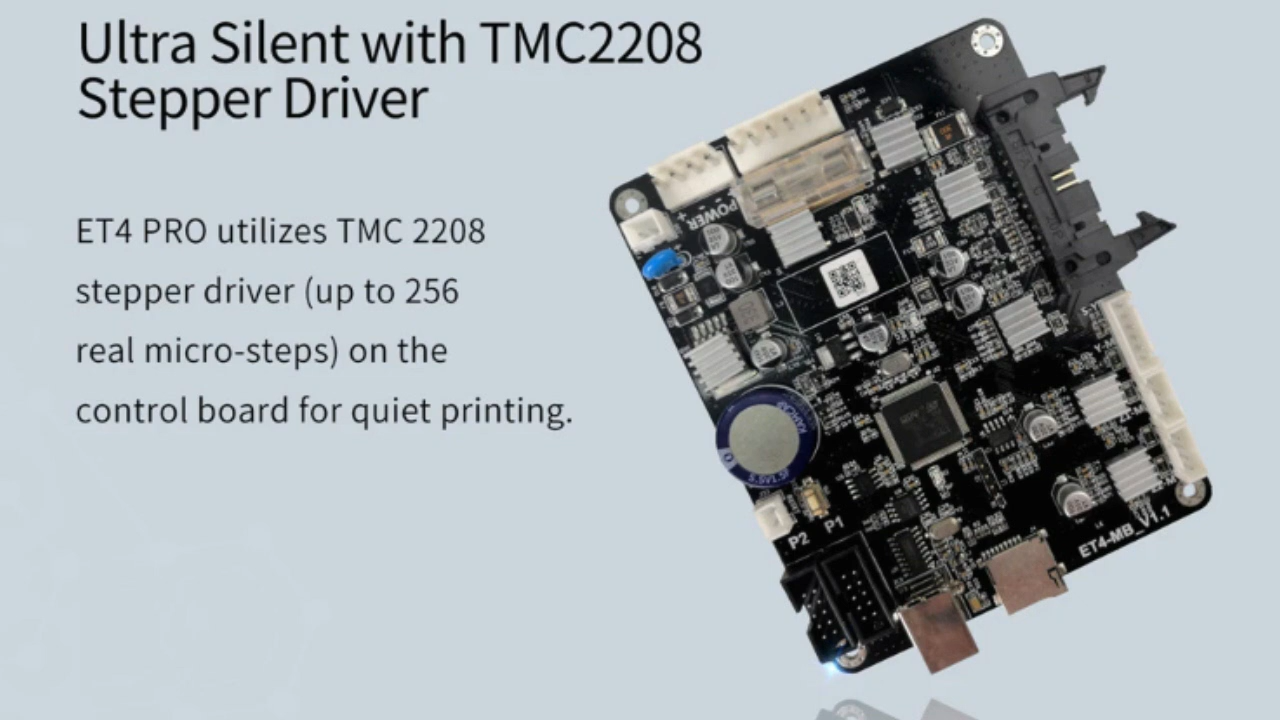 Ultra Silent with TMC2208
Stepper Driver
ET4 PRO utilizes TMC 2208
stepper driver (up to 256
real micro-steps) on the
control board for quiet printing.
POWER
P2
P1
ET4-MB_V1.1